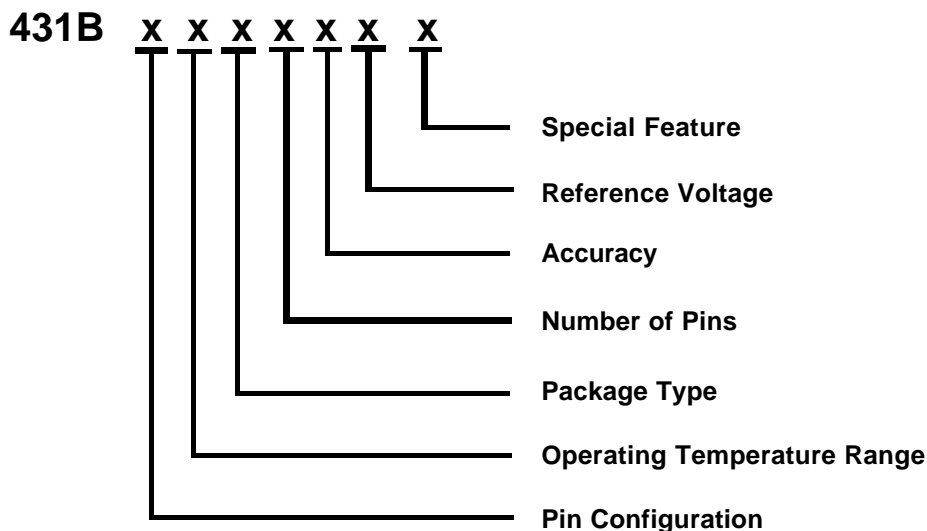 431B x x x x x x x
Special Feature
Reference Voltage
Accuracy
Number of Pins
Package Type
Operating Temperature Range
Pin Configuration